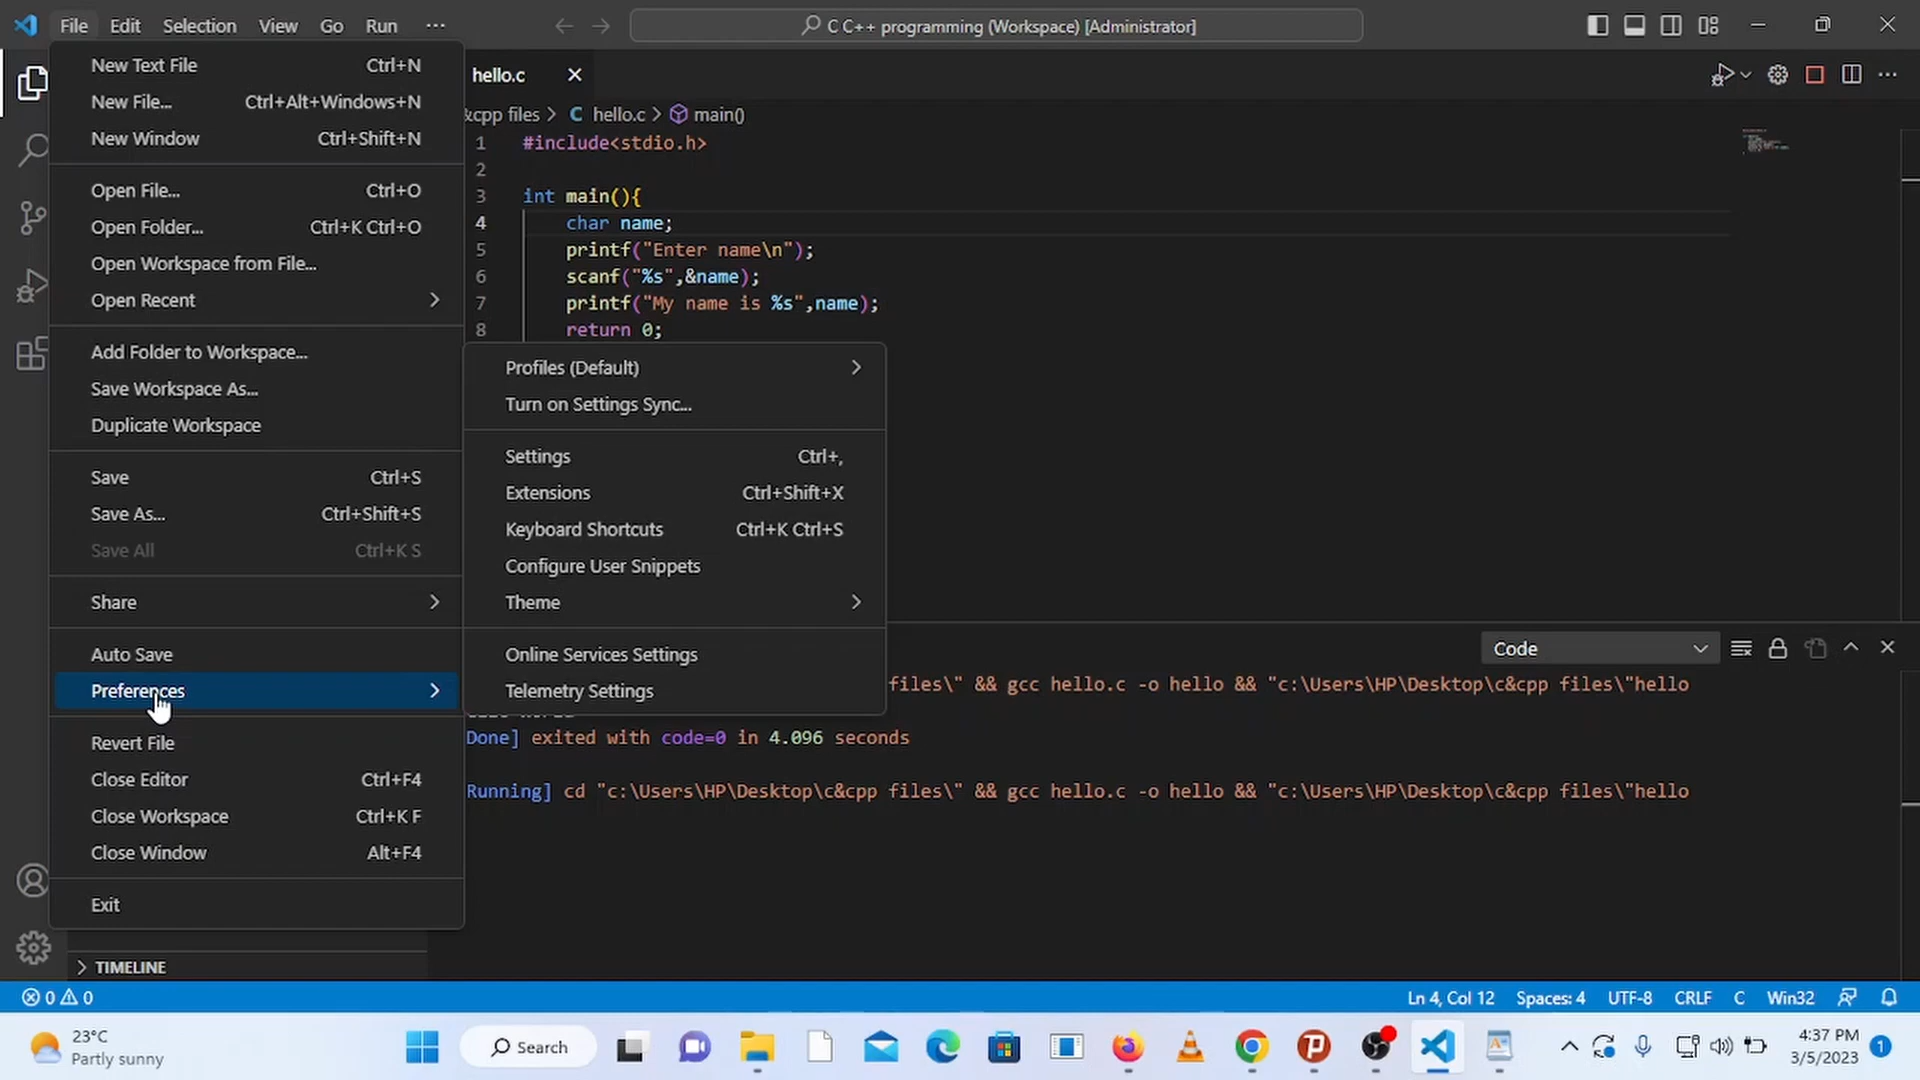 File Edit Selection View Go Run ···
C C++ programming (Workspace) [Administrator]
New Text File Ctrl+N
New File... Ctrl+Alt+Windows+N
New Window Ctrl+Shift+N
Open File... Ctrl+O
Open Folder... Ctrl+K Ctrl+O
Open Workspace from File...
Open Recent
Add Folder to Workspace...
Save Workspace As...
Duplicate Workspace
Save Ctrl+S
Save As... Ctrl+Shift+S
Save All Ctrl+K S
Share
Auto Save
Preferences
Revert File
Close Editor Ctrl+F4
Close Workspace Ctrl+K F
Close Window Alt+F4
Exit
Profiles (Default)
Turn on Settings Sync...
Settings Ctrl+,
Extensions Ctrl+Shift+X
Keyboard Shortcuts Ctrl+K Ctrl+S
Configure User Snippets
Theme
Online Services Settings
Telemetry Settings
hello.c
&cpp files > C hello.c > main()
1 #include<stdio.h>
2
3 int main(){
4 char name;
5 printf("Enter name\n");
6 scanf("%s",&name);
7 printf("My name is %s",name);
8 return 0;
Code
files\" && gcc hello.c -o hello && "c:\Users\HP\Desktop\c&cpp files\"hello
Done] exited with code=0 in 4.096 seconds
Running] cd "c:\Users\HP\Desktop\c&cpp files\" && gcc hello.c -o hello && "c:\Users\HP\Desktop\c&cpp files\"hello
TIMELINE
0 0
Ln 4, Col 12 Spaces: 4 UTF-8 CRLF C Win32
23°C
Partly sunny
Search
4:37 PM
3/5/2023
1